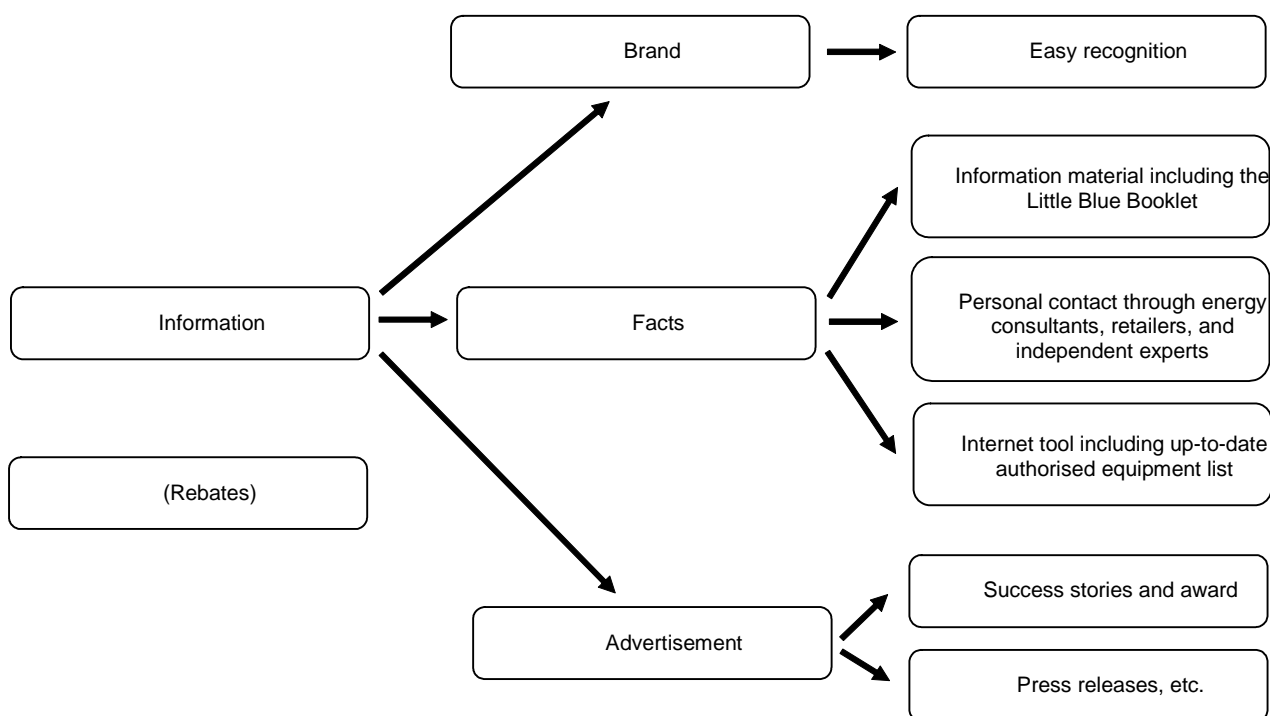 Brand
Easy recognition
Information material including the
Little Blue Booklet
Information
Facts
Personal contact through energy
consultants, retailers, and
independent experts
Internet tool including up-to-date
authorised equipment list
(Rebates)
Advertisement
Success stories and award
Press releases, etc.